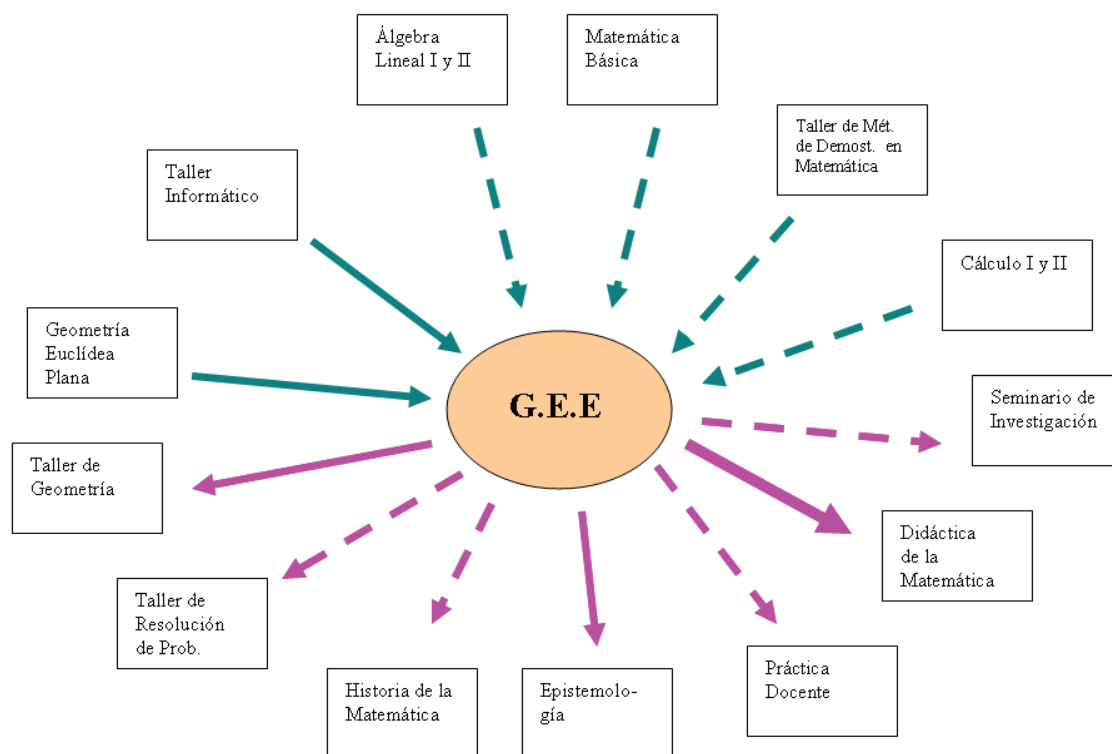 Álgebra
Lineal I y II
Matemática
Básica
Taller de Mét.
de Demost. en
Matemática
Taller
Informático
Cálculo I y II
Geometría
Euclídea
Plana
G.E.E
Seminario de
Investigación
Taller de
Geometría
Didáctica
de la
Matemática
Taller de
Resolución
de Prob.
Historia de la
Matemática
Epistemolo-
gía
Práctica
Docente